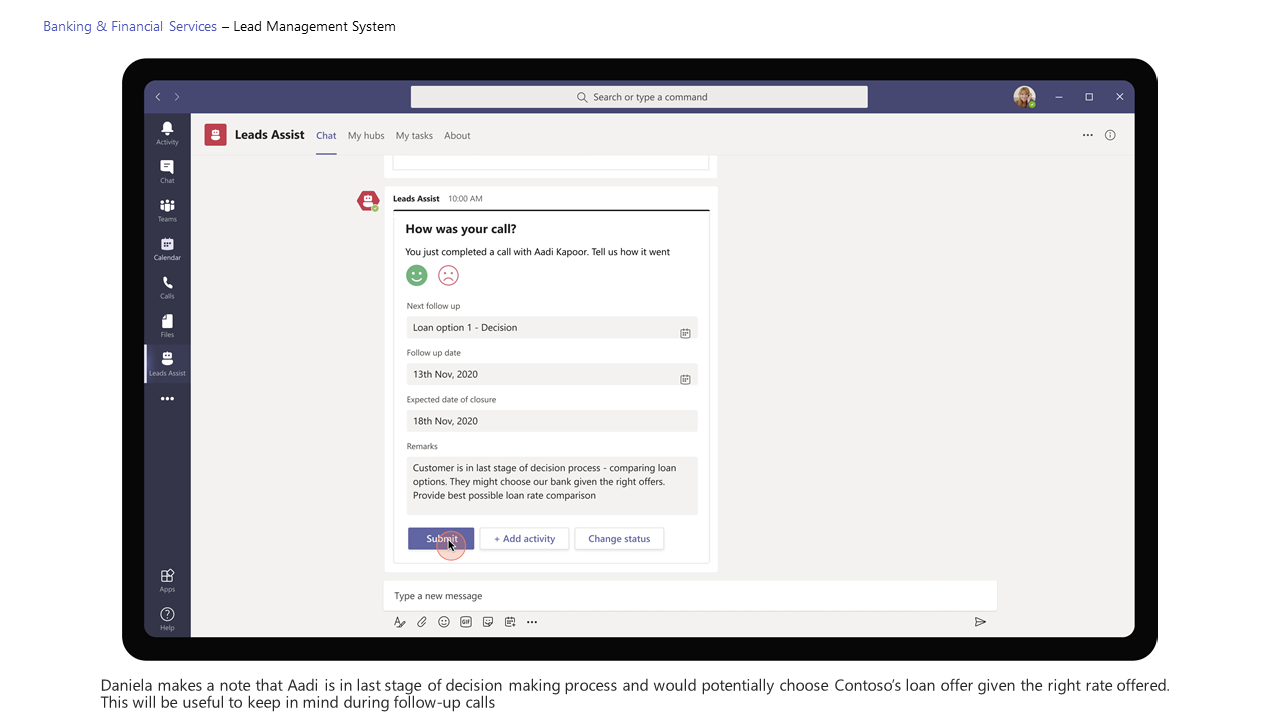 Banking & Financial Services – Lead Management System
Search or type a command
Leads Assist Chat My hubs My tasks About
Activity
Chat
Teams
Calendar
Calls
Files
Leads Assist
Apps
Help
Leads Assist 10:00 AM
How was your call?
You just completed a call with Aadi Kapoor. Tell us how it went
Next follow up
Loan option 1 - Decision
Follow up date
13th Nov, 2020
Expected date of closure
18th Nov, 2020
Remarks
Customer is in last stage of decision process - comparing loan
options. They might choose our bank given the right offers.
Provide best possible loan rate comparison
Submit + Add activity Change status
Type a new message
GIF
Daniela makes a note that Aadi is in last stage of decision making process and would potentially choose Contoso’s loan offer given the right rate offered.
This will be useful to keep in mind during follow-up calls